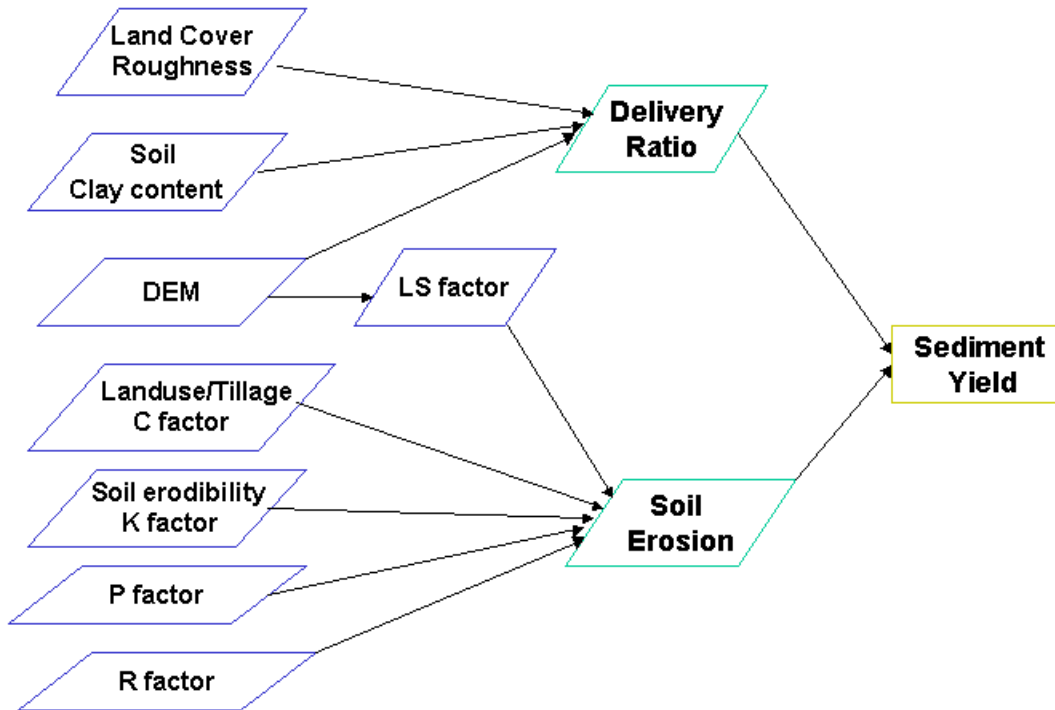 Land Cover
Roughness
Delivery
Ratio
Soil
Clay content
DEM
LS factor
Sediment
Yield
Landuse/Tillage
C factor
Soil erodibility
K factor
Soil
Erosion
P factor
R factor